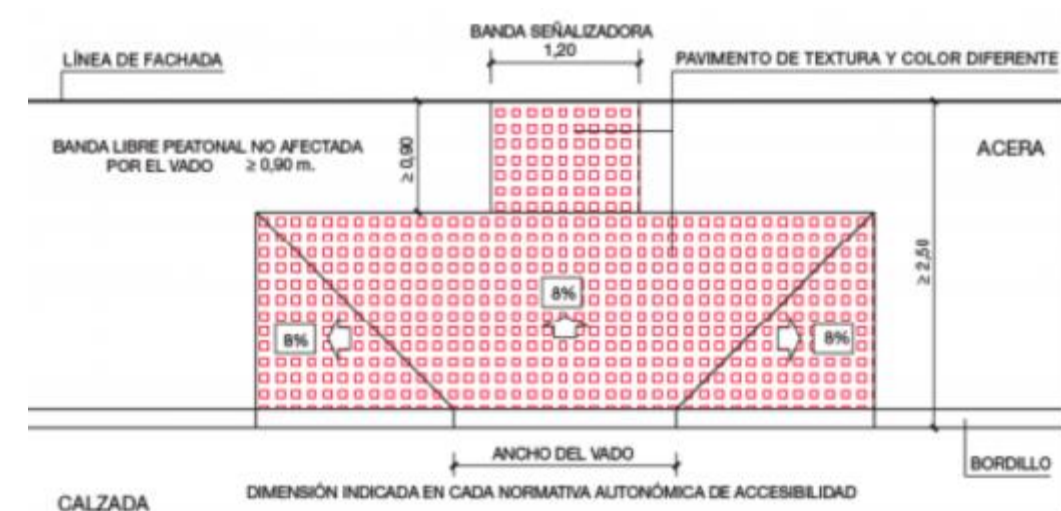 BANDA SEÑALIZADORA
1,20
LÍNEA DE FACHADA
PAVIMENTO DE TEXTURA Y COLOR DIFERENTE
BANDA LIBRE PEATONAL NO AFECTADA
POR EL VADO ≥ 0,90 m.
≥ 0,90
ACERA
≥ 2,50
8%
8%
8%
ANCHO DEL VADO
BORDILLO
DIMENSIÓN INDICADA EN CADA NORMATIVA AUTONÓMICA DE ACCESIBILIDAD
CALZADA